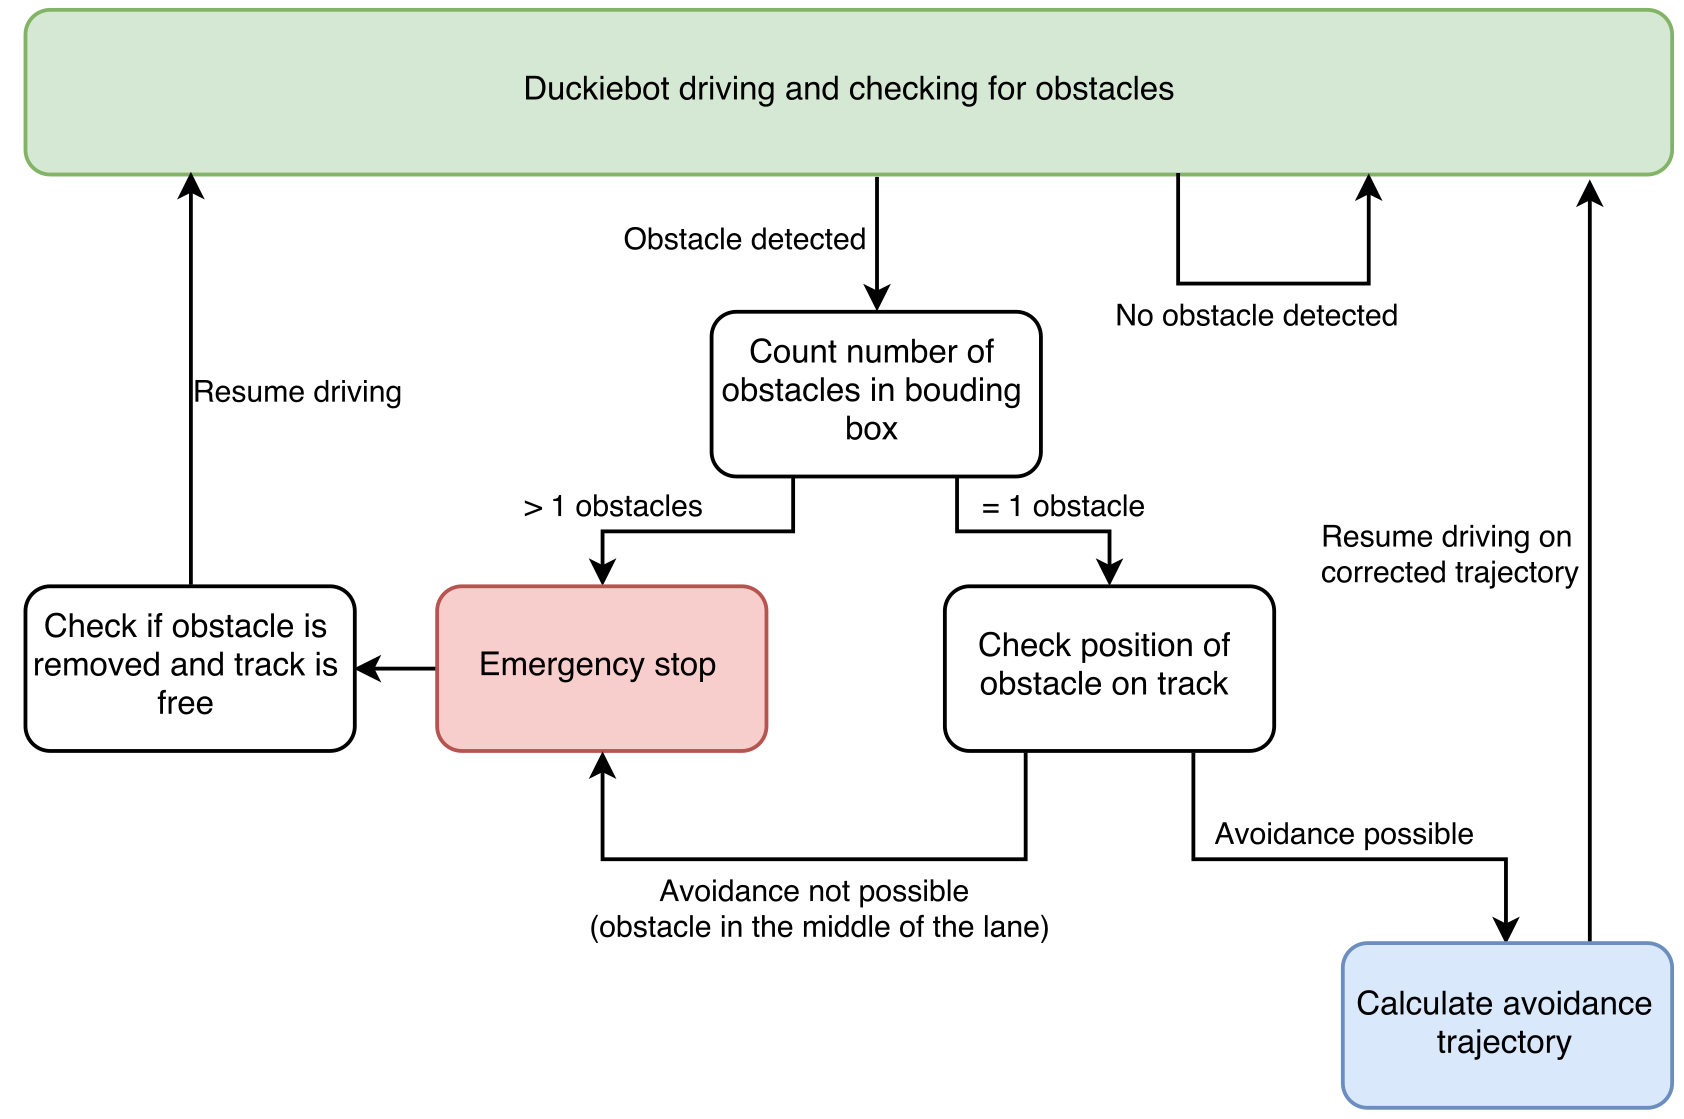 Duckiebot driving and checking for obstacles
Obstacle detected
No obstacle detected
Count number of
obstacles in bouding
box
Resume driving
> 1 obstacles
= 1 obstacle
Resume driving on
corrected trajectory
Check if obstacle is
removed and track is
free
Emergency stop
Check position of
obstacle on track
Avoidance possible
Avoidance not possible
(obstacle in the middle of the lane)
Calculate avoidance
trajectory